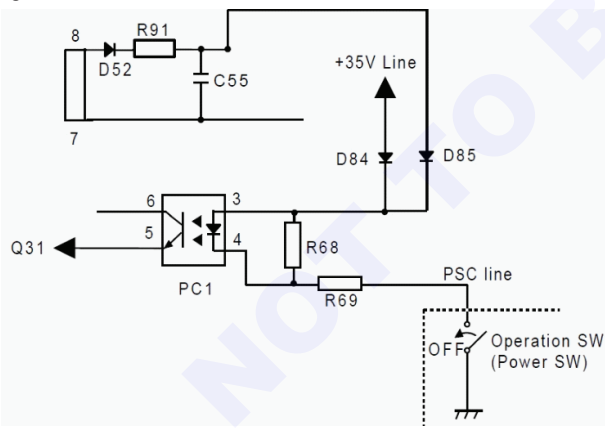 8
R91
D52
C55
7
+35V Line
D84
D85
6
3
5
4
Q31
PC1
R68
R69
PSC line
OFF
Operation SW
(Power SW)
NOT TO B